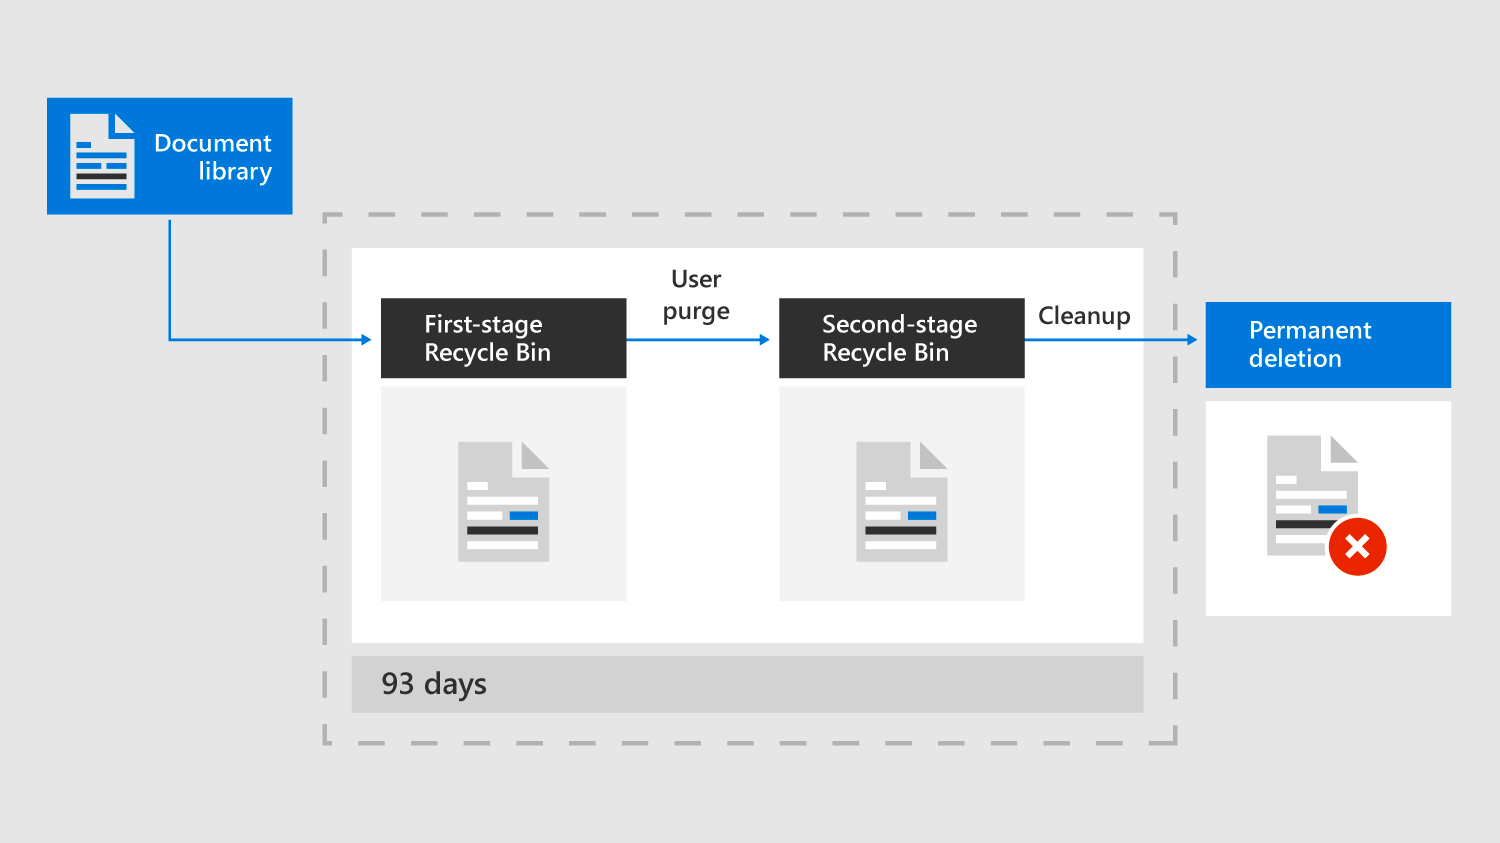 Document
library
User
purge
First-stage
Recycle Bin
Second-stage
Recycle Bin
Cleanup
Permanent
deletion
93 days